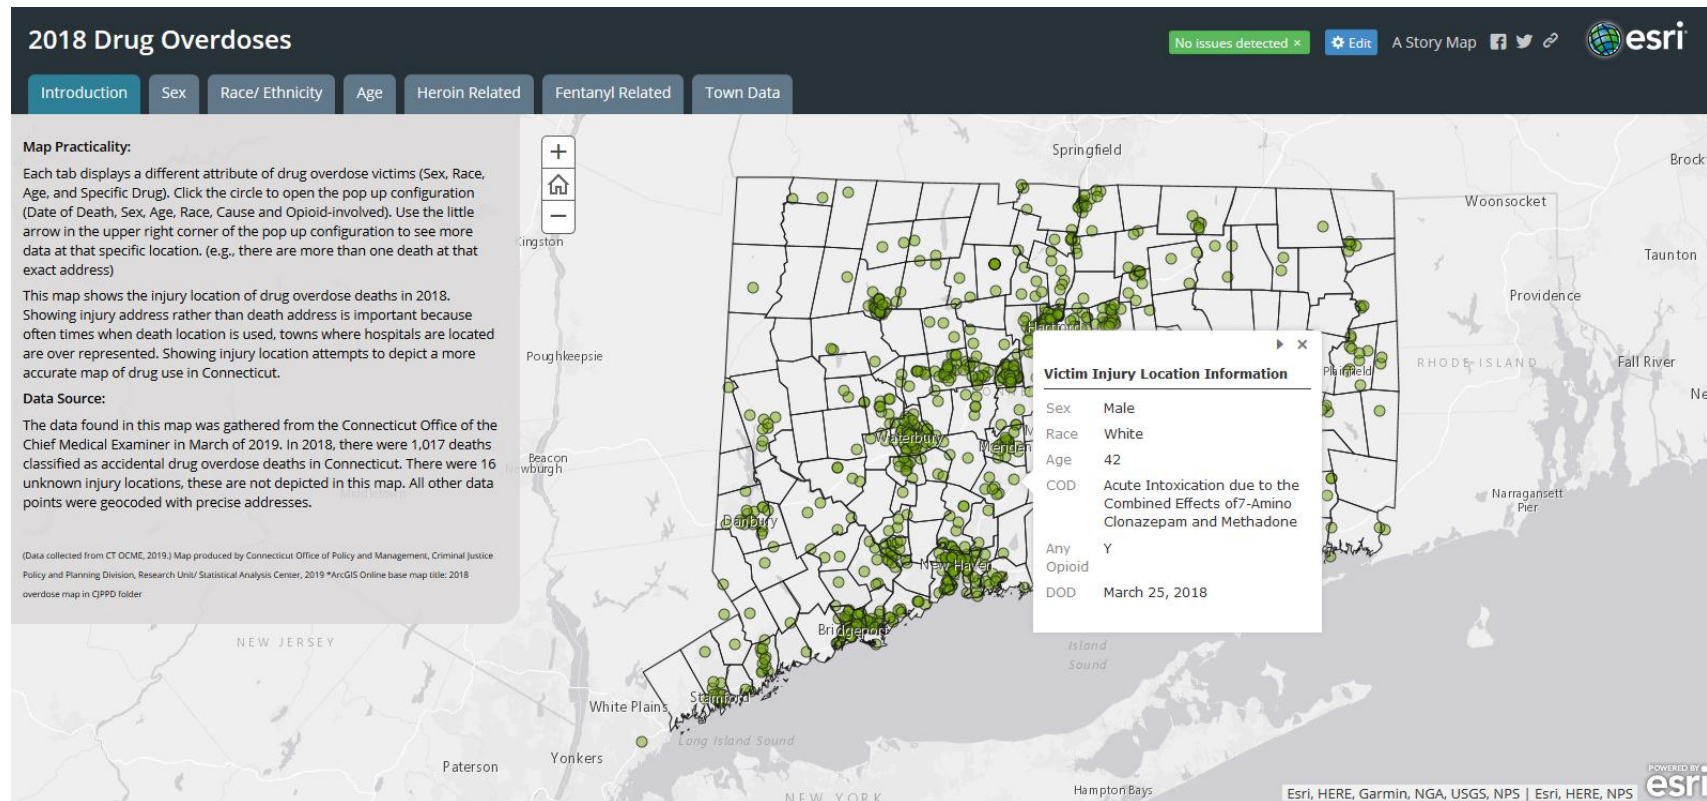 2018 Drug Overdoses
No issues detected ×
Edit
A Story Map
esri
Introduction
Sex
Race/ Ethnicity
Age
Heroin Related
Fentanyl Related
Town Data
Map Practicality:
Each tab displays a different attribute of drug overdose victims (Sex, Race,
Age, and Specific Drug). Click the circle to open the pop up configuration
(Date of Death, Sex, Age, Race, Cause and Opioid-involved). Use the little
arrow in the upper right corner of the pop up configuration to see more
data at that specific location. (e.g., there are more than one death at that
exact address)
This map shows the injury location of drug overdose deaths in 2018.
Showing injury address rather than death address is important because
often times when death location is used, towns where hospitals are located
are over represented. Showing injury location attempts to depict a more
accurate map of drug use in Connecticut.
Data Source:
The data found in this map was gathered from the Connecticut Office of the
Chief Medical Examiner in March of 2019. In 2018, there were 1,017 deaths
classified as accidental drug overdose deaths in Connecticut. There were 16
unknown injury locations, these are not depicted in this map. All other data
points were geocoded with precise addresses.
(Data collected from CT OCME, 2019.) Map produced by Connecticut Office of Policy and Management, Criminal Justice
Policy and Planning Division, Research Unit/ Statistical Analysis Center, 2019 *ArcGIS Online base map title: 2018
overdose map in CJPPD folder
+
−
Springfield
Brock
Woonsocket
Kingston
Taunton
Providence
Hartford
Poughkeepsie
Plainfield
RHODE ISLAND
Fall River
Ne
Waterbury
Meriden
Beacon
wburgh
Narragansett
Pier
Danbury
New Haven
Bridgeport
NEW JERSEY
Island
Sound
Stamford
White Plains
Long Island Sound
Yonkers
Paterson
NEW YORK
Hampton Bays
Victim Injury Location Information
Sex Male
Race White
Age 42
COD Acute Intoxication due to the
Combined Effects of7-Amino
Clonazepam and Methadone
Any Y
Opioid
DOD March 25, 2018
Esri, HERE, Garmin, NGA, USGS, NPS | Esri, HERE, NPS
POWERED BY
esri